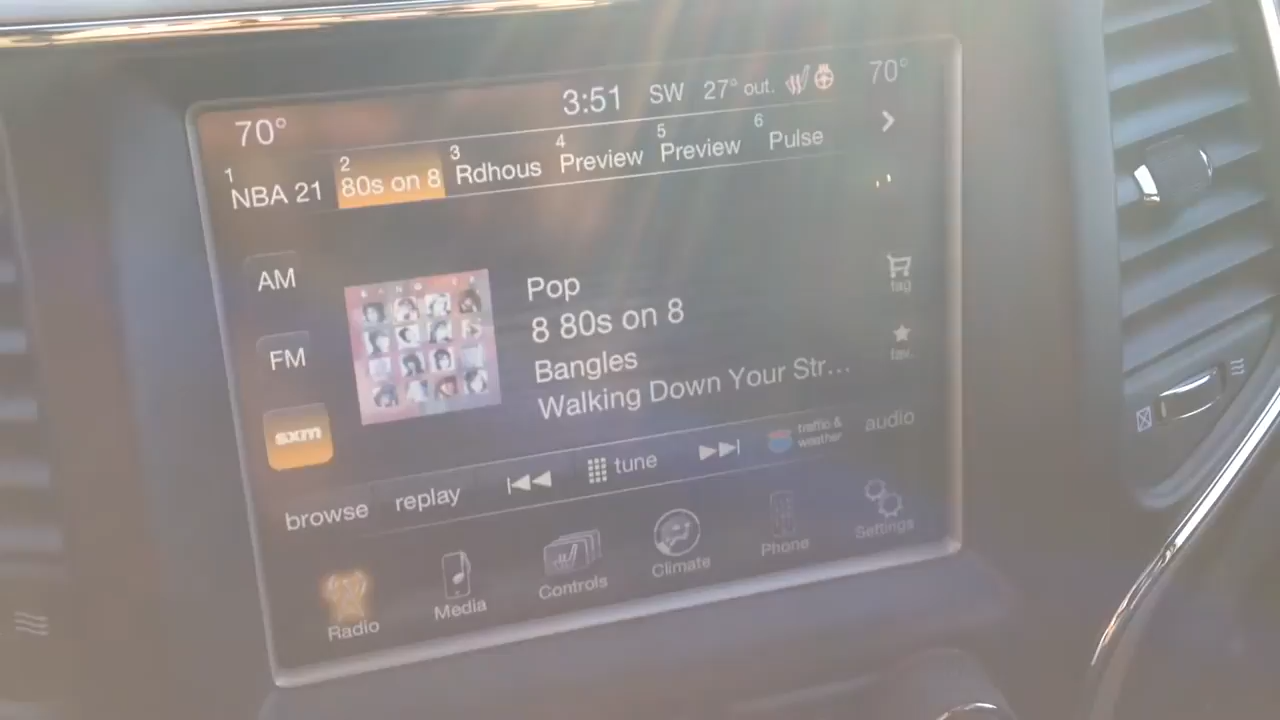 70° 3:51 SW 27° out. 70°
1 NBA 21 2 80s on 8 3 Rdhous 4 Preview 5 Preview 6 Pulse
AM
FM
sxm
Pop
8 80s on 8
Bangles
Walking Down Your Str...
tag
fav.
browse replay tune traffic & weather audio
Radio Media Controls Climate Phone Settings